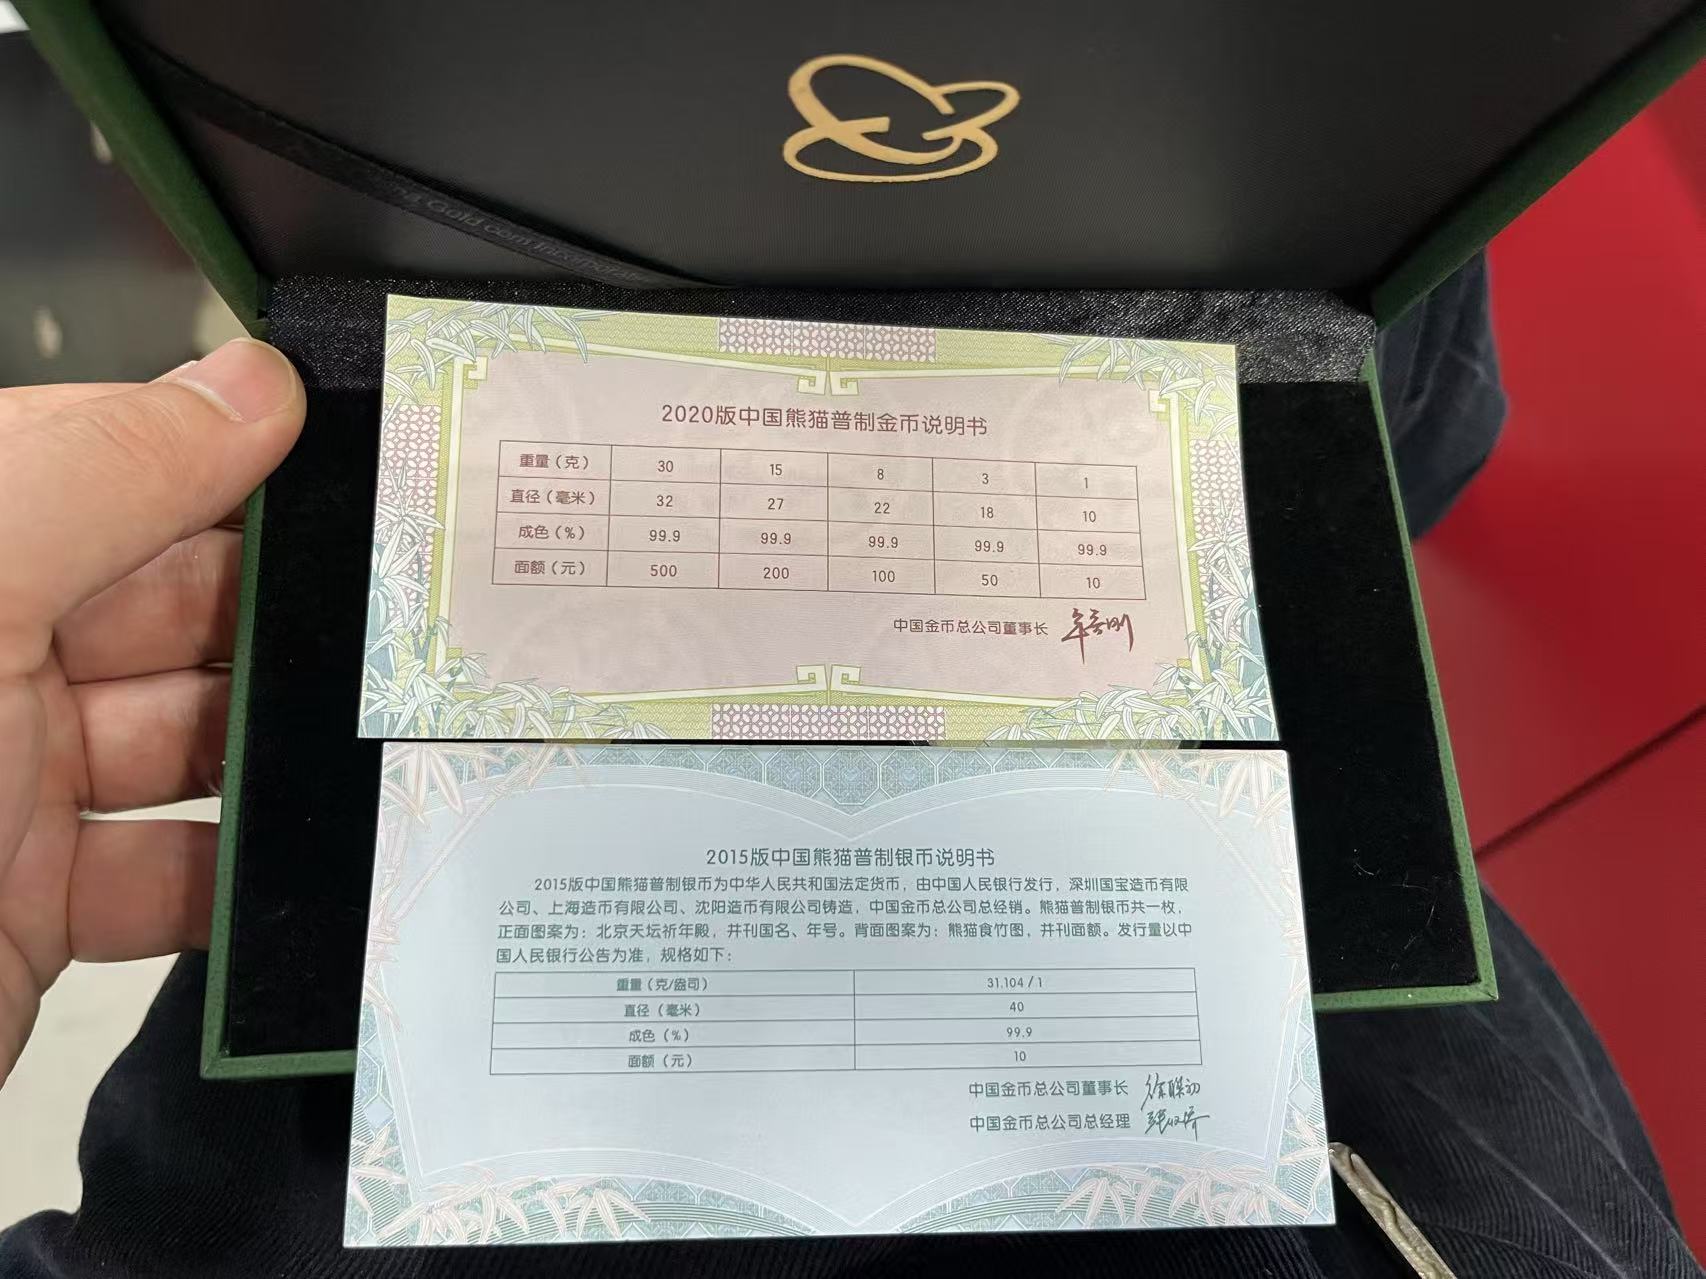 Gold coin Incorporation
2020版中国熊猫普制金币说明书
重量（克） 30 15 8 3 1
直径（毫米） 32 27 22 18 10
成色（%） 99.9 99.9 99.9 99.9 99.9
面额（元） 500 200 100 50 10
中国金币总公司董事长
2015版中国熊猫普制银币说明书
2015版中国熊猫普制银币为中华人民共和国法定货币，由中国人民银行发行，深圳国宝造币有限
公司、上海造币有限公司、沈阳造币有限公司铸造，中国金币总公司总经销。熊猫普制银币共一枚，
正面图案为：北京天坛祈年殿，并刊国名、年号。背面图案为：熊猫食竹图，并刊面额。发行量以中
国人民银行公告为准，规格如下：
重量（克/盎司） 31.104 / 1
直径（毫米） 40
成色（%） 99.9
面额（元） 10
中国金币总公司董事长
中国金币总公司总经理